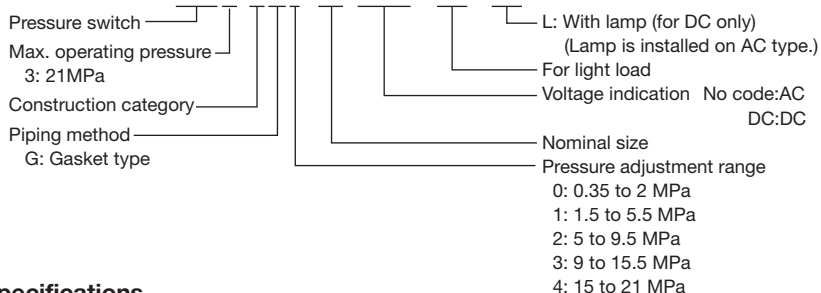 Pressure switch
Max. operating pressure
3: 21MPa
Construction category
Piping method
G: Gasket type
L: With lamp (for DC only)
(Lamp is installed on AC type.)
For light load
Voltage indication No code:AC
DC:DC
Nominal size
Pressure adjustment range
0: 0.35 to 2 MPa
1: 1.5 to 5.5 MPa
2: 5 to 9.5 MPa
3: 9 to 15.5 MPa
4: 15 to 21 MPa